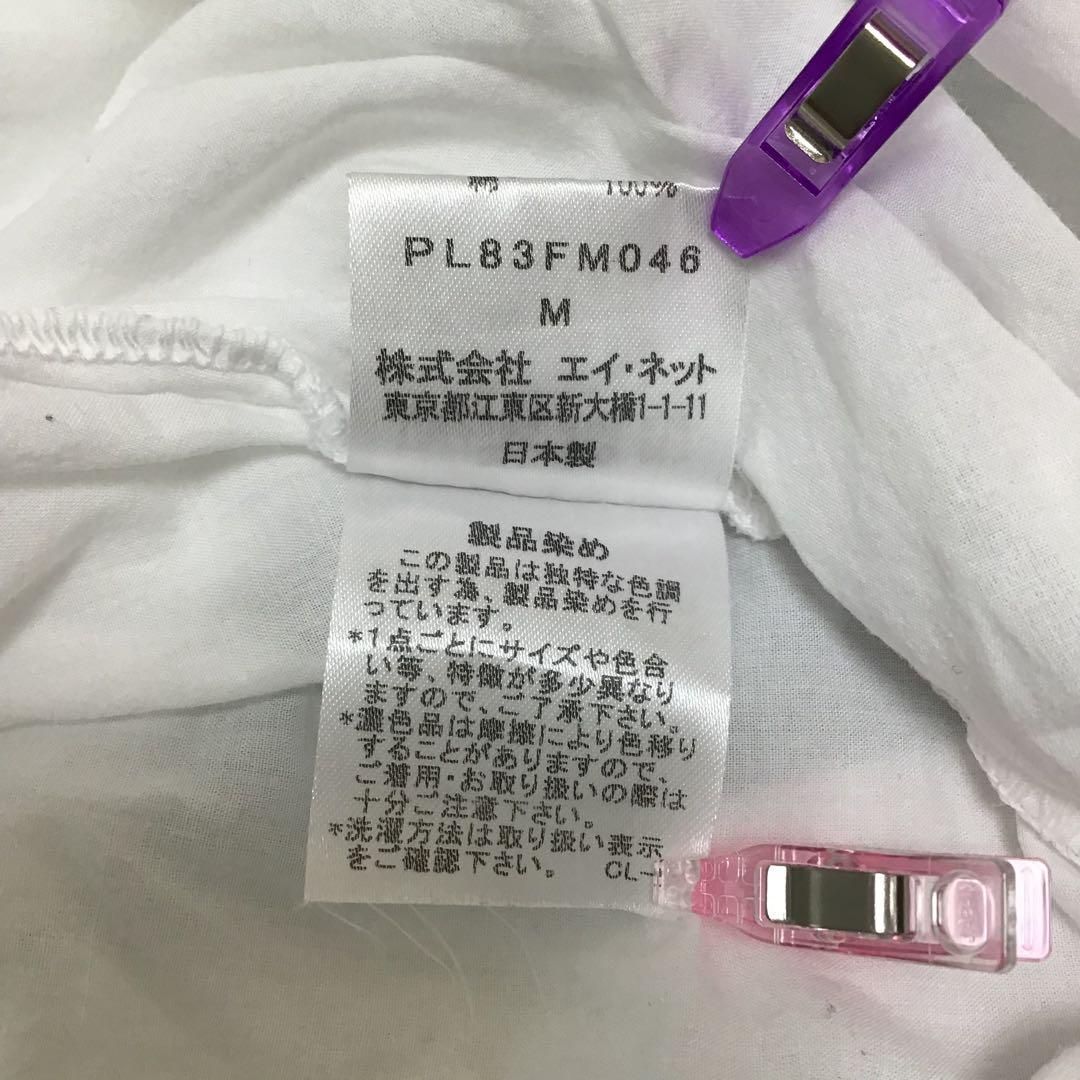 綿 100%
PL83FM046
M
株式会社 エイ・ネット
東京都江東区新大橋1-1-11
日本製
製品染め
この製品は独特な色調
を出す為、製品染めを行
っています。
*1点ごとにサイズや色合
い等、特徴が多少異なり
ますので、ご了承下さい。
*濃色品は摩擦により色移り
することがありますので、
ご着用・お取り扱いの際は
十分ご注意下さい。
*洗濯方法は取り扱い表示
をご確認下さい。 CL-